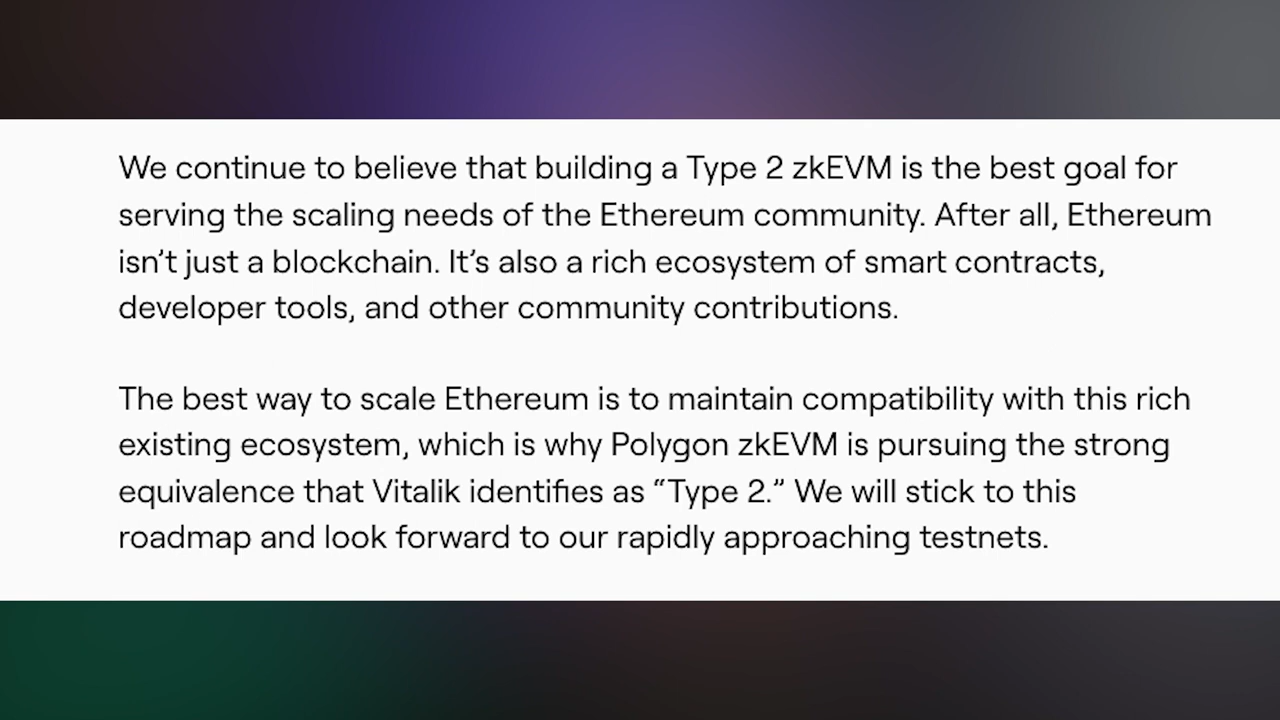 We continue to believe that building a Type 2 zkEVM is the best goal for
serving the scaling needs of the Ethereum community. After all, Ethereum
isn’t just a blockchain. It’s also a rich ecosystem of smart contracts,
developer tools, and other community contributions.
The best way to scale Ethereum is to maintain compatibility with this rich
existing ecosystem, which is why Polygon zkEVM is pursuing the strong
equivalence that Vitalik identifies as “Type 2.” We will stick to this
roadmap and look forward to our rapidly approaching testnets.